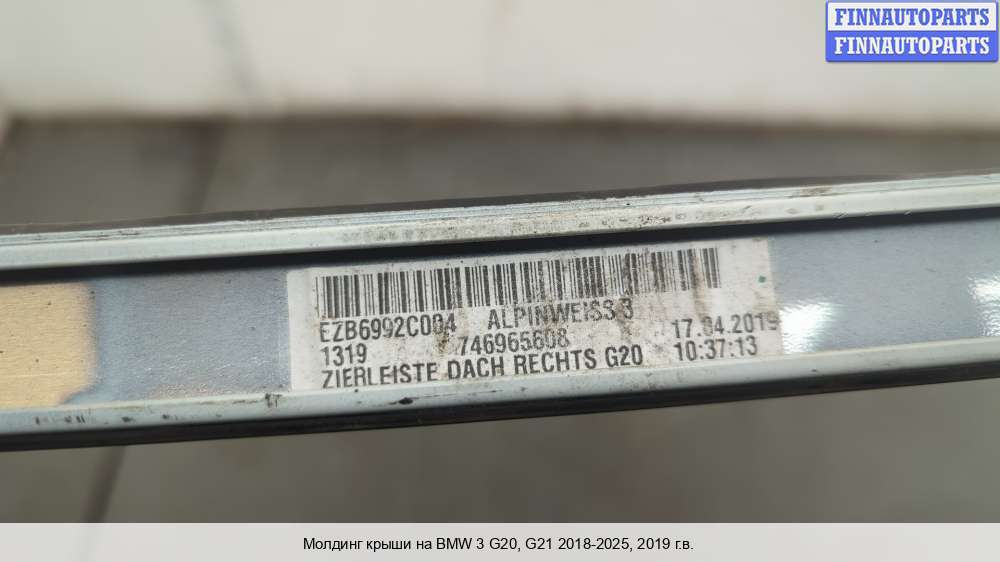 FINNAUTOPARTS
FINNAUTOPARTS
EZB6992C004 ALPINWEISS 3
1319 746965608 17.04.2019
ZIERLEISTE DACH RECHTS G20 10:37:13
Молдинг крыши на BMW 3 G20, G21 2018-2025, 2019 г.в.